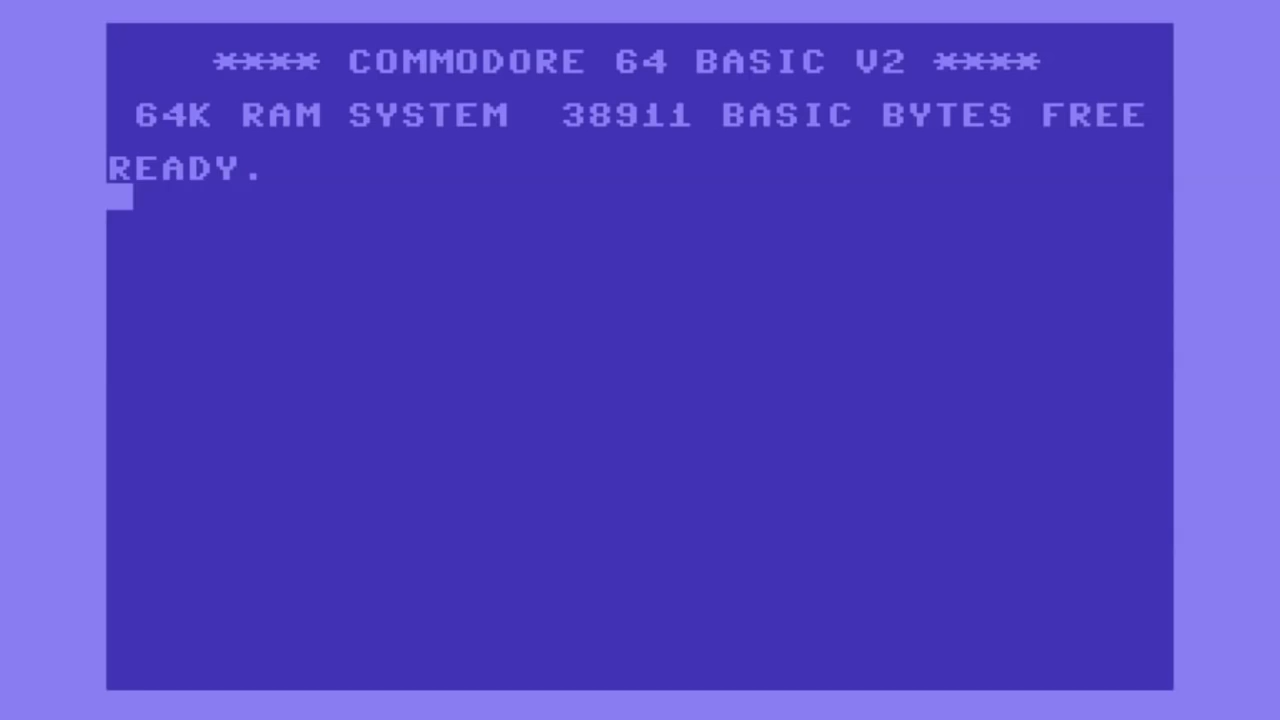 **** COMMODORE 64 BASIC V2 ****
64K RAM SYSTEM  38911 BASIC BYTES FREE
READY.